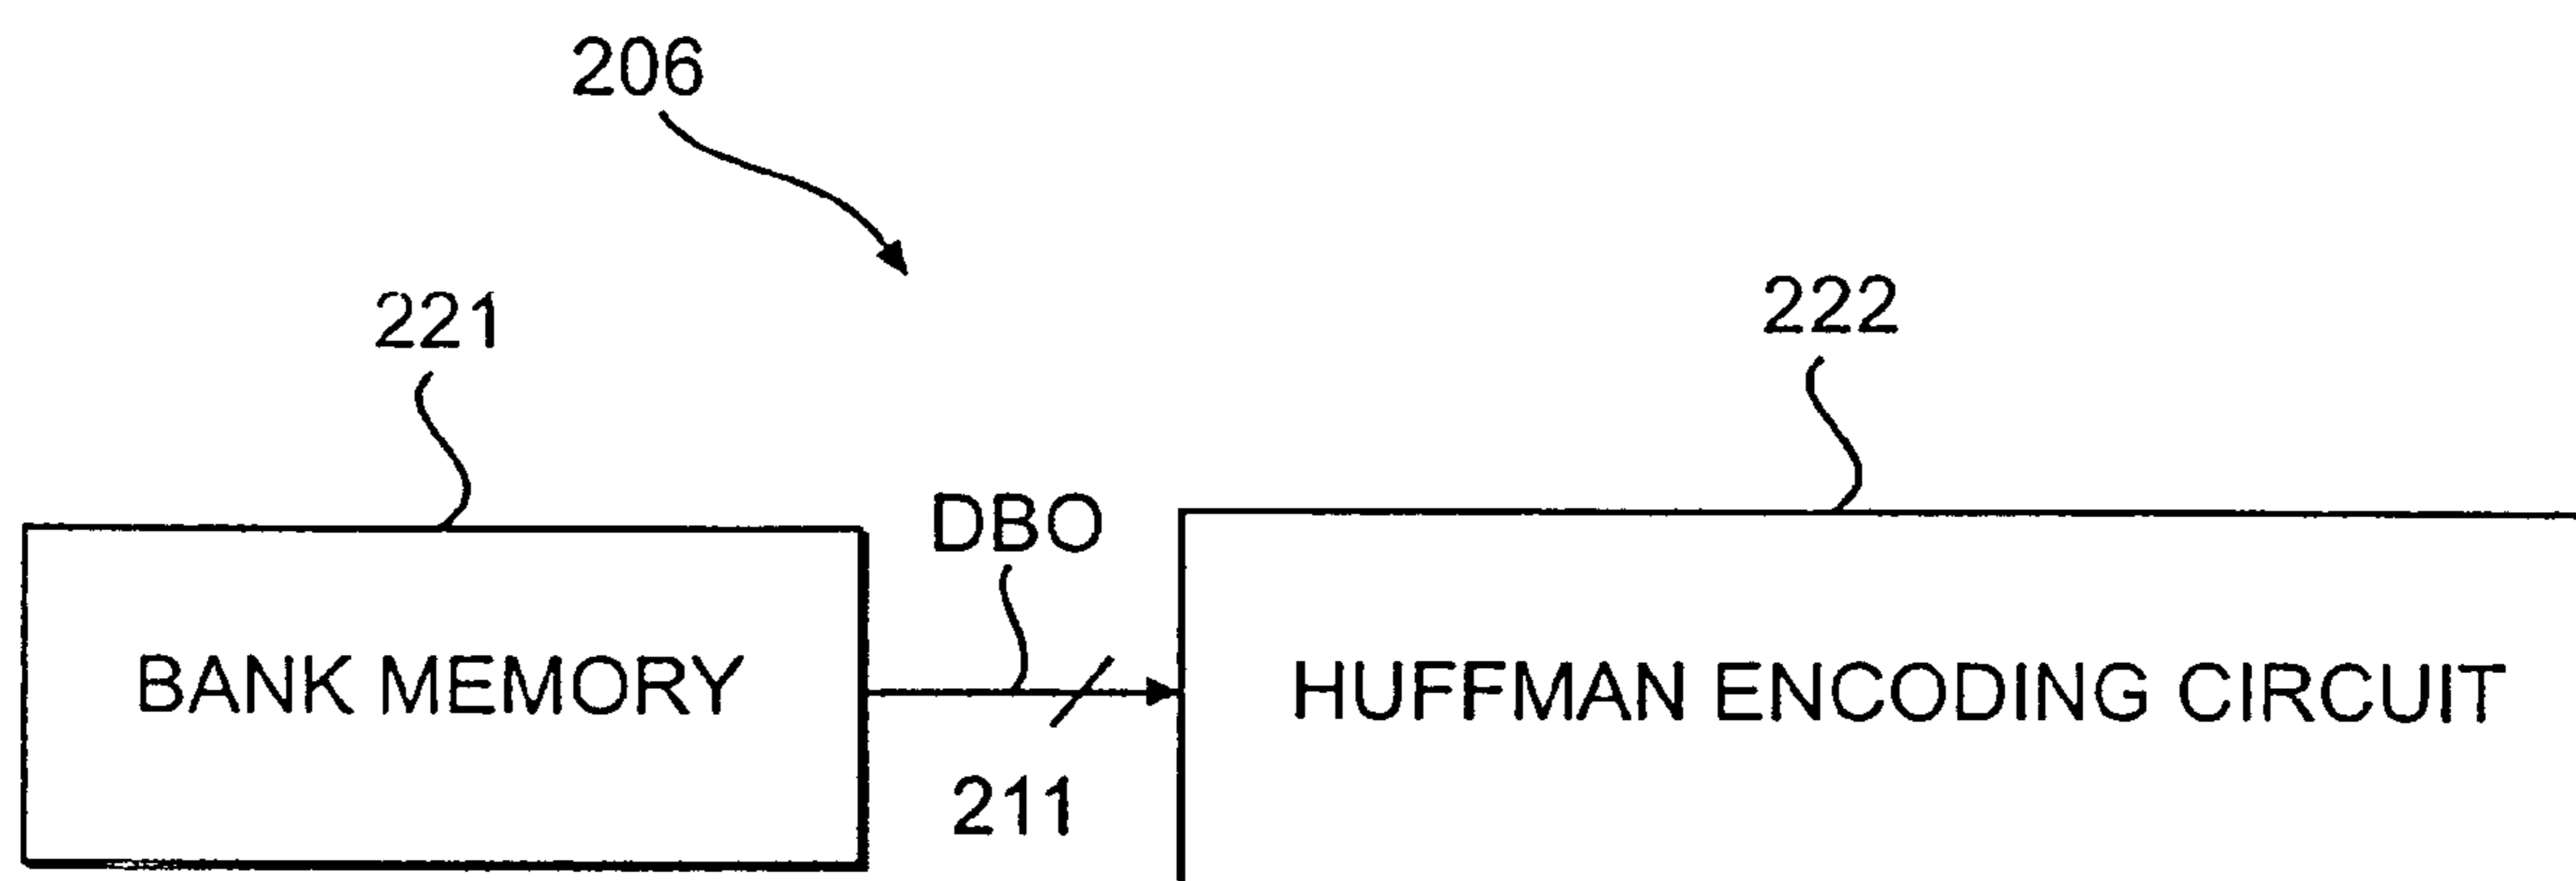 206
221
222
DBO
BANK MEMORY
HUFFMAN ENCODING CIRCUIT
211